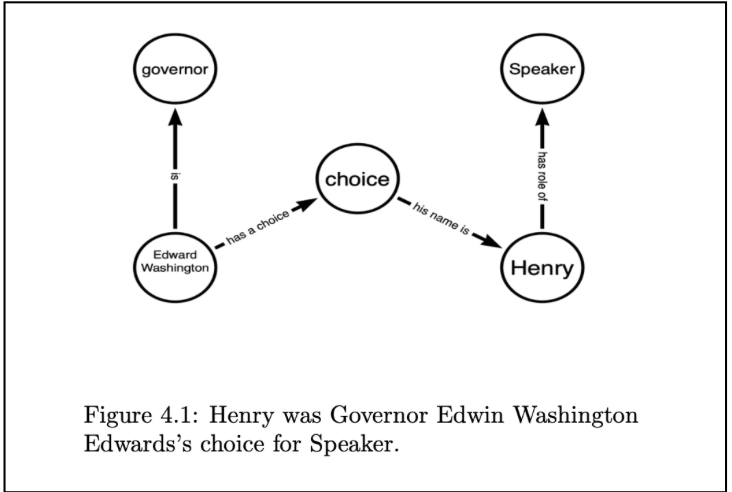 governor
Speaker
is
has role of
choice
has a choice
his name is
Edward
Washington
Henry
Figure 4.1: Henry was Governor Edwin Washington
Edwards's choice for Speaker.